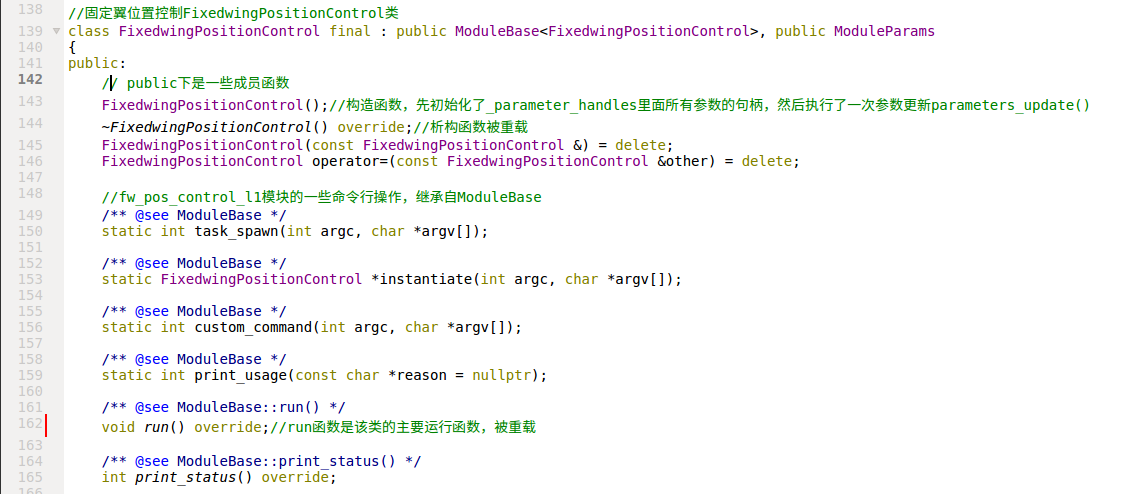 138 //固定翼位置控制FixedwingPositionControl类
139 class FixedwingPositionControl final : public ModuleBase<FixedwingPositionControl>, public ModuleParams
140 {
141 public:
142 // public下是一些成员函数
143 FixedwingPositionControl();//构造函数，先初始化了_parameter_handles里面所有参数的句柄，然后执行了一次参数更新parameters_update()
144 ~FixedwingPositionControl() override;//析构函数被重载
145 FixedwingPositionControl(const FixedwingPositionControl &) = delete;
146 FixedwingPositionControl operator=(const FixedwingPositionControl &other) = delete;
147
148 //fw_pos_control_l1模块的一些命令行操作，继承自ModuleBase
149 /** @see ModuleBase */
150 static int task_spawn(int argc, char *argv[]);
151
152 /** @see ModuleBase */
153 static FixedwingPositionControl *instantiate(int argc, char *argv[]);
154
155 /** @see ModuleBase */
156 static int custom_command(int argc, char *argv[]);
157
158 /** @see ModuleBase */
159 static int print_usage(const char *reason = nullptr);
160
161 /** @see ModuleBase::run() */
162 void run() override;//run函数是该类的主要运行函数，被重载
163
164 /** @see ModuleBase::print_status() */
165 int print_status() override;
166